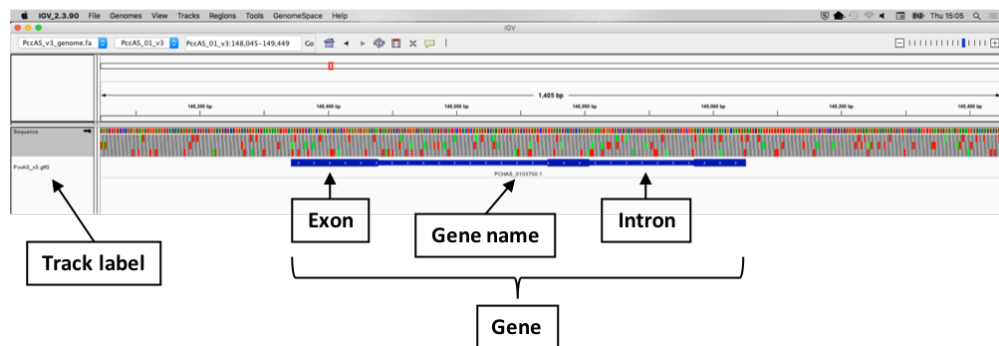 IGV_2.3.90 File Genomes View Tracks Regions Tools GenomeSpace Help Thu 15:05
IGV
PccAS_v3_genome.fa PccAS_01_v3 PccAS_01_v3:148,045-149,449 Go
1,405 bp
148,200 bp 148,400 bp 148,600 bp 148,800 bp 149,000 bp 149,200 bp 149,400 bp
Sequence
PccAS_v3.gff3
PCHAS_0103700.1
Exon
Gene name
Intron
Track label
Gene